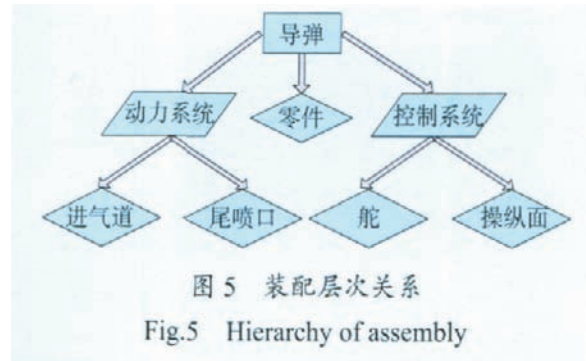 导弹
动力系统
零件
控制系统
进气道
尾喷口
舵
操纵面
图 5 装配层次关系
Fig.5 Hierarchy of assembly